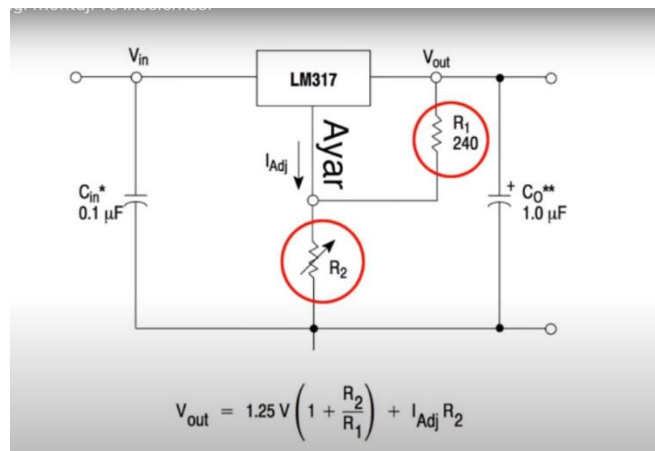 Vin
LM317
Vout
Ayar
IAdj
R1
240
Cin*
0.1 µF
+ CO**
1.0 µF
R2
Vout = 1.25 V ( 1 + R2/R1 ) + IAdj R2